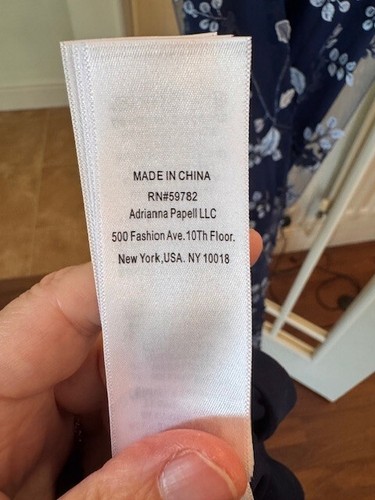 MADE IN CHINA
RN#59782
Adrianna Papell LLC
500 Fashion Ave.10Th Floor.
New York,USA. NY 10018